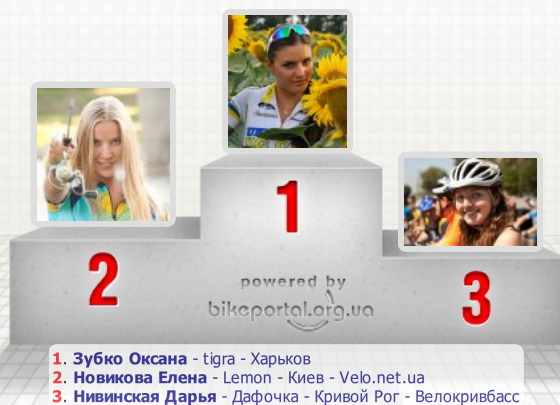 1
2
3
powered by
bikeportal.org.ua
1. Зубко Оксана - tigra - Харьков
2. Новикова Елена - Lemon - Киев - Velo.net.ua
3. Нивинская Дарья - Дафочка - Кривой Рог - Велокривбасс